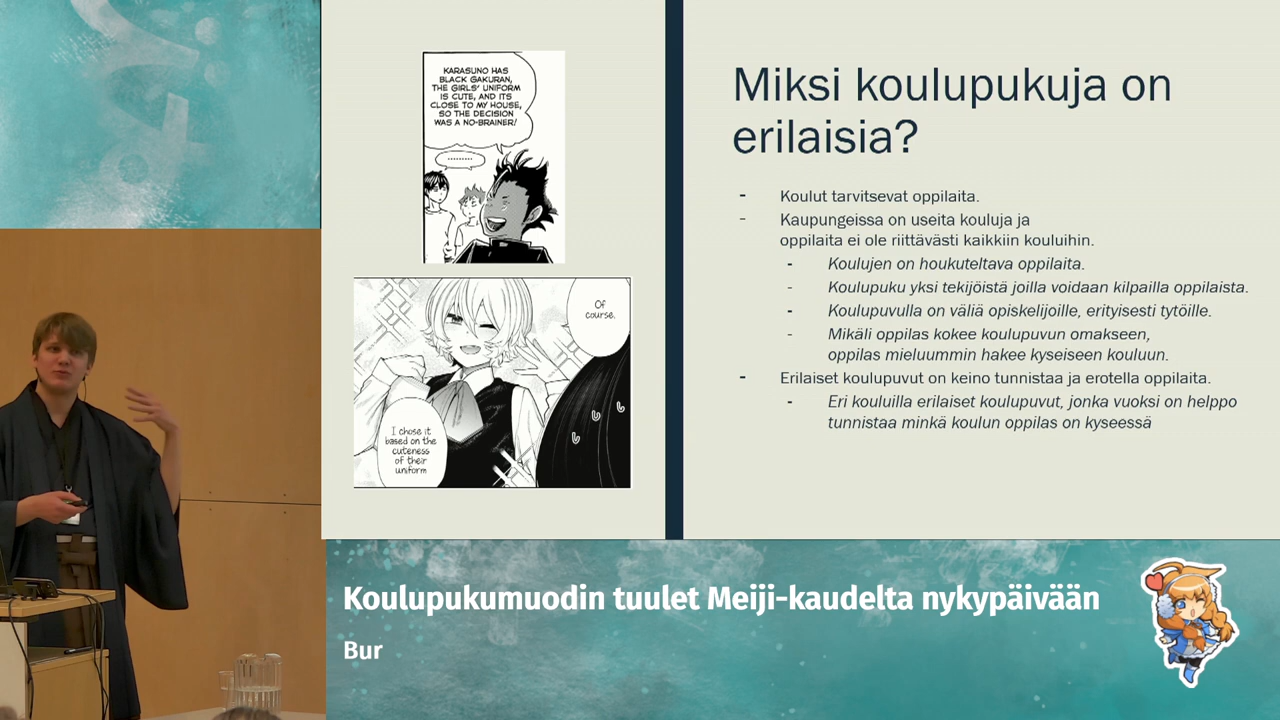 KARASUNO HAS
BLACK GAKURAN,
THE GIRLS' UNIFORM
IS CUTE, AND ITS
CLOSE TO MY HOUSE,
SO THE DECISION
WAS A NO-BRAINER!
.........
Of
course.
I chose it
based on the
cuteness
of their
uniform
Miksi koulupukuja on
erilaisia?
- Koulut tarvitsevat oppilaita.
- Kaupungeissa on useita kouluja ja
oppilaita ei ole riittävästi kaikkiin kouluihin.
- Koulujen on houkuteltava oppilaita.
- Koulupuku yksi tekijöistä joilla voidaan kilpailla oppilaista.
- Koulupuvulla on väliä opiskelijoille, erityisesti tytöille.
- Mikäli oppilas kokee koulupuvun omakseen,
oppilas mieluummin hakee kyseiseen kouluun.
- Erilaiset koulupuvut on keino tunnistaa ja erotella oppilaita.
- Eri kouluilla erilaiset koulupuvut, jonka vuoksi on helppo
tunnistaa minkä koulun oppilas on kyseessä
Koulupukumuodin tuulet Meiji-kaudelta nykypäivään
Bur